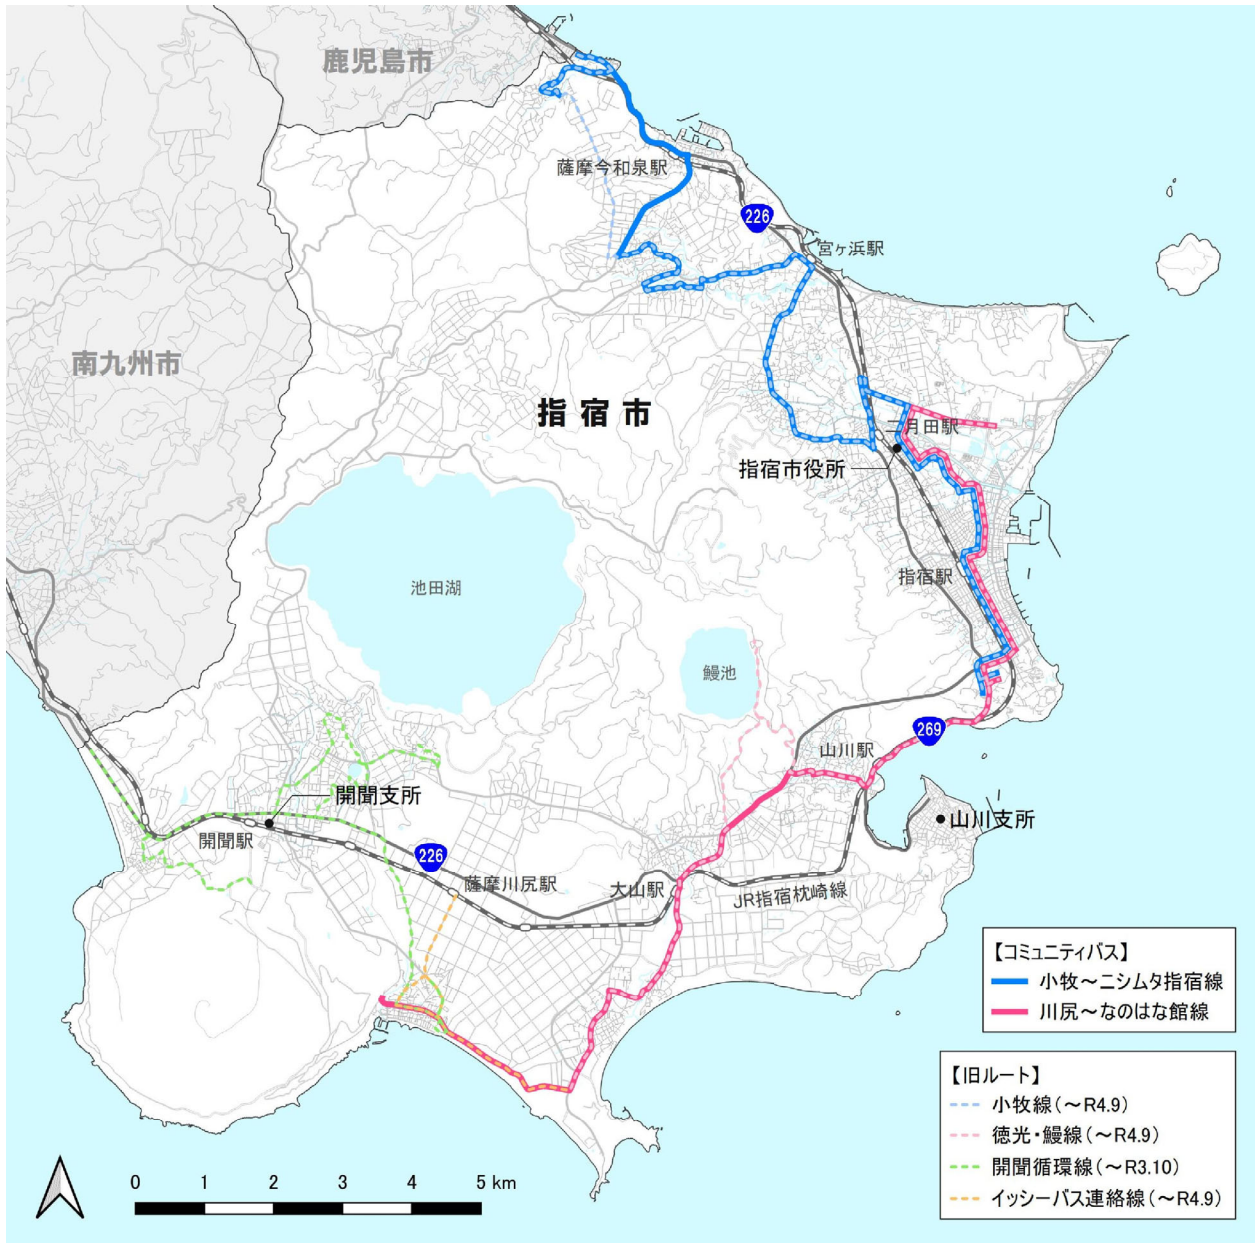 鹿児島市
薩摩今和泉駅
226
宮ヶ浜駅
南九州市
指宿市
二月田駅
指宿市役所
指宿駅
池田湖
鰻池
269
山川駅
開聞支所
山川支所
開聞駅
226
薩摩川尻駅
大山駅
JR指宿枕崎線
【コミュニティバス】
小牧～ニシムタ指宿線
川尻～なのはな館線
【旧ルート】
小牧線(～R4.9)
徳光・鰻線(～R4.9)
開聞循環線(～R3.10)
イッシーバス連絡線(～R4.9)
0 1 2 3 4 5 km